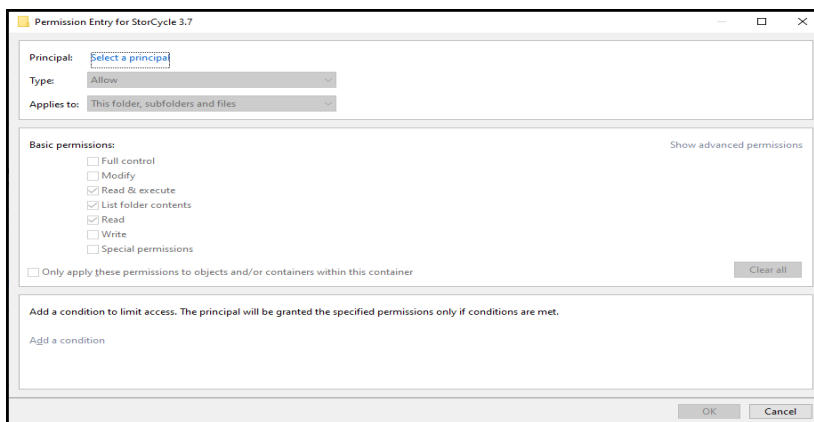 Permission Entry for StorCycle 3.7
Principal: Select a principal
Type: Allow
Applies to: This folder, subfolders and files
Basic permissions: Show advanced permissions
Full control
Modify
Read & execute
List folder contents
Read
Write
Special permissions
Only apply these permissions to objects and/or containers within this container Clear all
Add a condition to limit access. The principal will be granted the specified permissions only if conditions are met.
Add a condition
OK Cancel